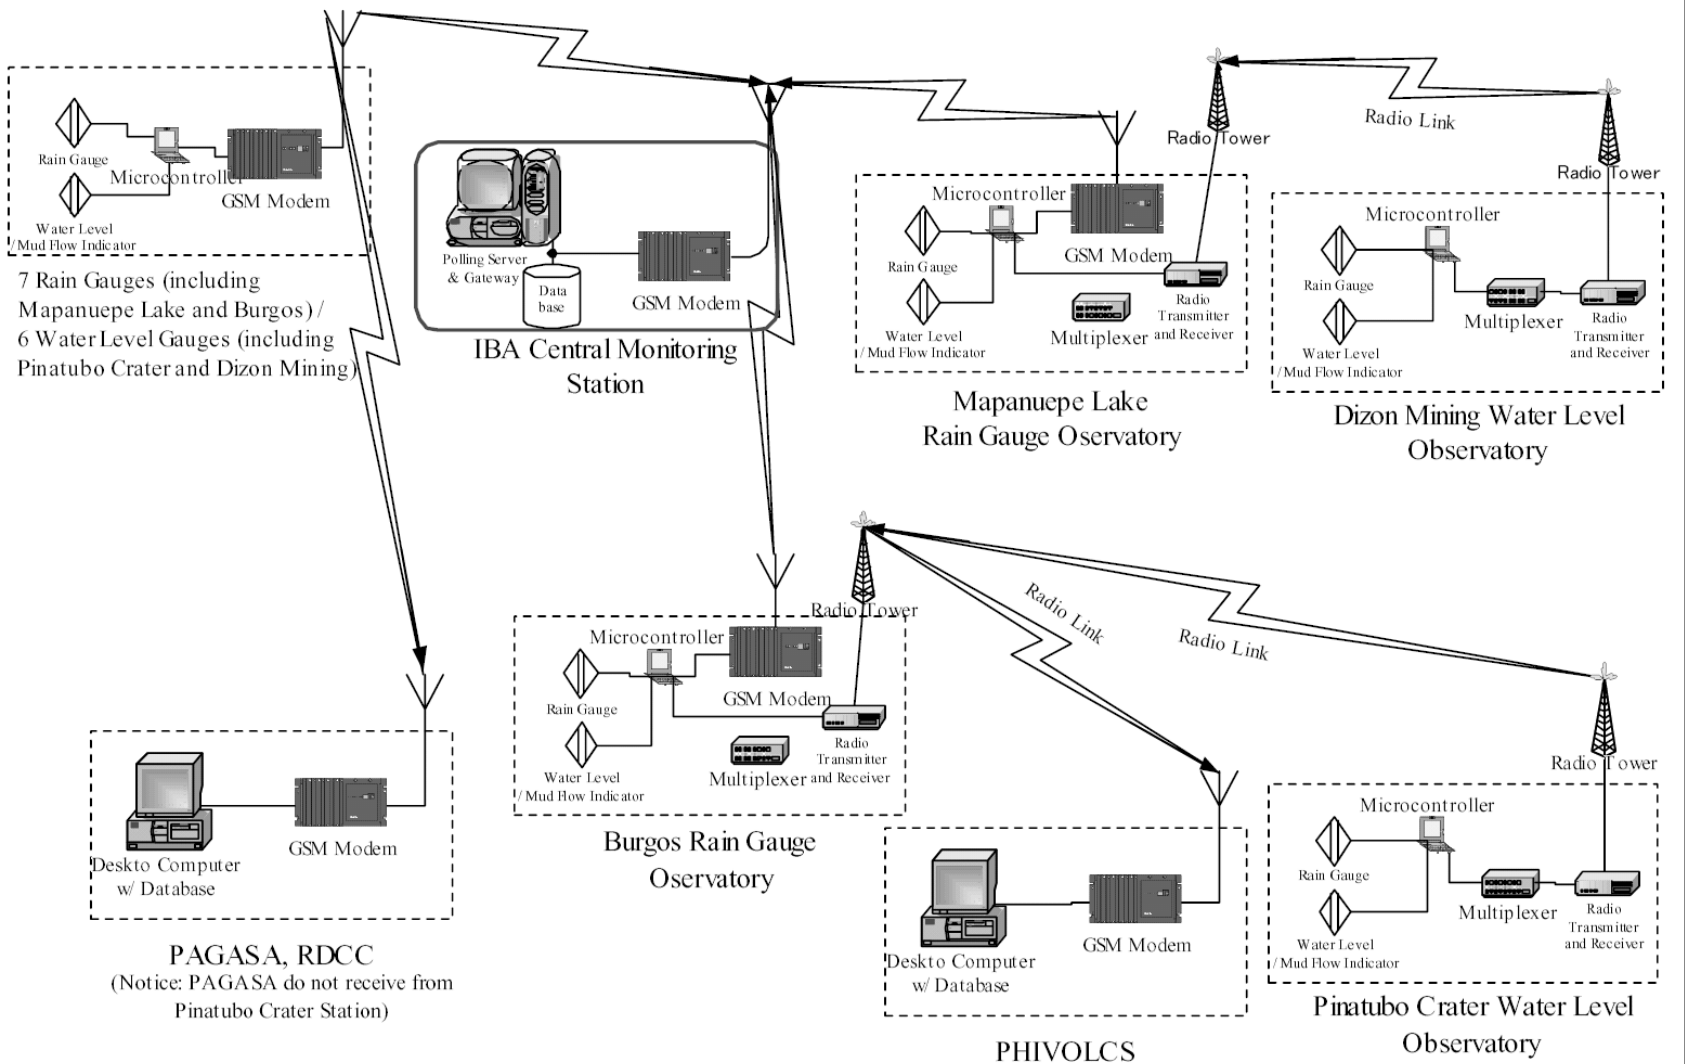 Rain Gauge
Microcontroller
GSM Modem
Water Level
/ Mud Flow Indicator
7 Rain Gauges (including
Mapanuepe Lake and Burgos) /
6 Water Level Gauges (including
Pinatubo Crater and Dizon Mining)
Polling Server
& Gateway
Data
base
GSM Modem
IBA Central Monitoring
Station
Radio Tower
Microcontroller
Rain Gauge
GSM Modem
Water Level
/ Mud Flow Indicator
Multiplexer
Radio
Transmitter
and Receiver
Mapanuepe Lake
Rain Gauge Oservatory
Radio Link
Radio Tower
Microcontroller
Rain Gauge
Water Level
/ Mud Flow Indicator
Multiplexer
Radio
Transmitter
and Receiver
Dizon Mining Water Level
Observatory
Radio Tower
Microcontroller
Rain Gauge
GSM Modem
Water Level
/ Mud Flow Indicator
Multiplexer
Radio
Transmitter
and Receiver
Burgos Rain Gauge
Oservatory
Radio Link
Radio Link
Deskto Computer
w/ Database
GSM Modem
PAGASA, RDCC
(Notice: PAGASA do not receive from
Pinatubo Crater Station)
Deskto Computer
w/ Database
GSM Modem
PHIVOLCS
Radio Tower
Microcontroller
Rain Gauge
Water Level
/ Mud Flow Indicator
Multiplexer
Radio
Transmitter
and Receiver
Pinatubo Crater Water Level
Observatory